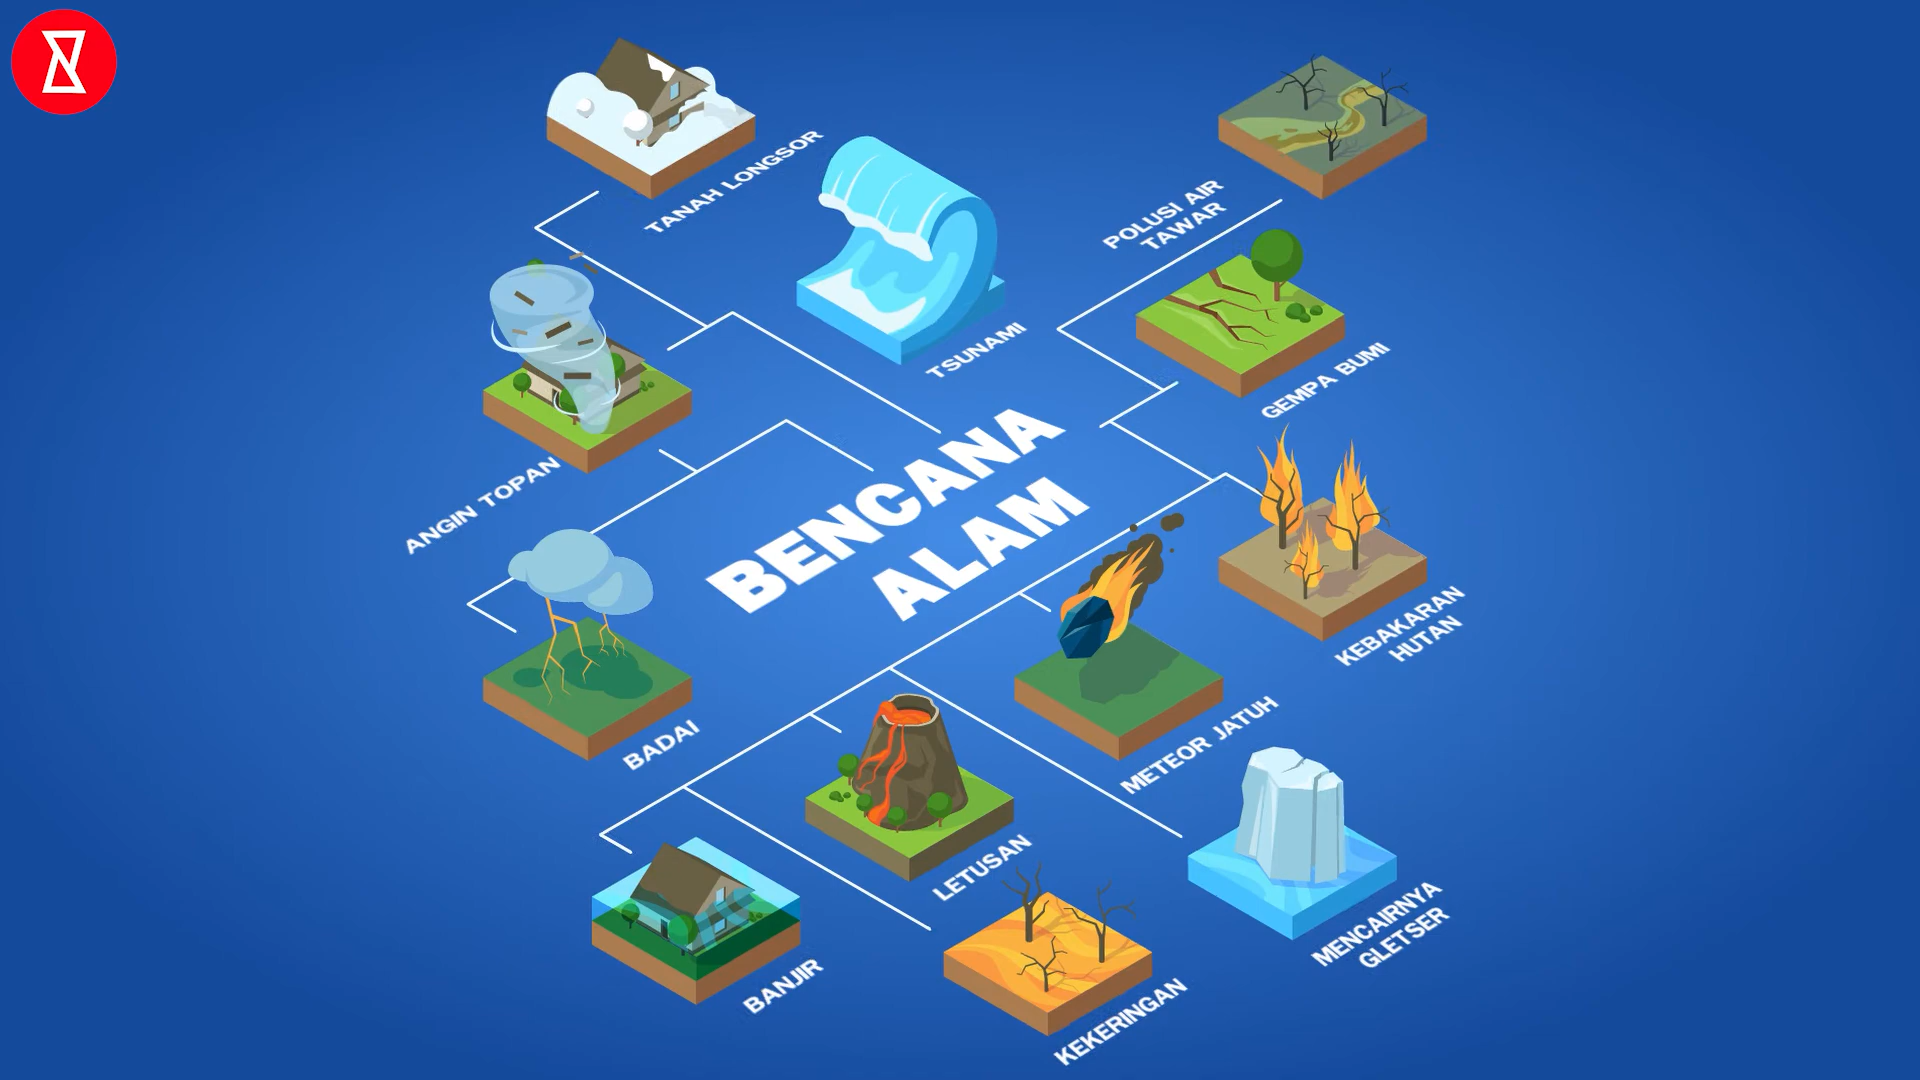 TANAH LONGSOR
POLUSI AIR
TAWAR
TSUNAMI
GEMPA BUMI
ANGIN TOPAN
BENCANA
ALAM
KEBAKARAN
HUTAN
BADAI
METEOR JATUH
LETUSAN
MENCAIRNYA
GLETSER
BANJIR
KEKERINGAN